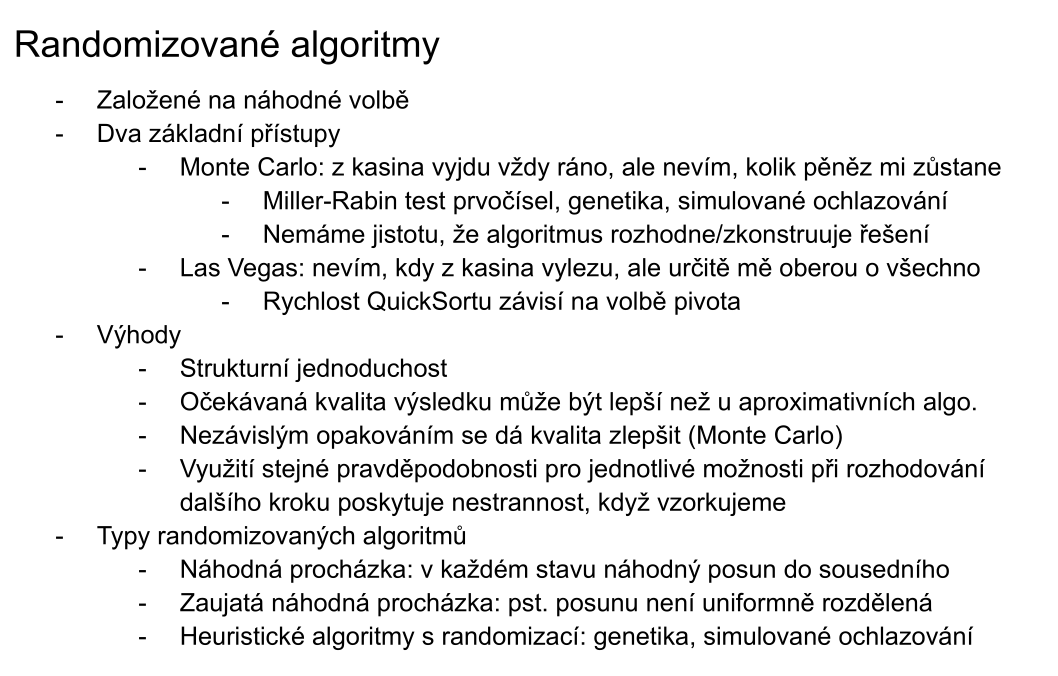 Randomizované algoritmy
- Založené na náhodné volbě
- Dva základní přístupy
- Monte Carlo: z kasina vyjdu vždy ráno, ale nevím, kolik pěněz mi zůstane
- Miller-Rabin test prvočísel, genetika, simulované ochlazování
- Nemáme jistotu, že algoritmus rozhodne/zkonstruuje řešení
- Las Vegas: nevím, kdy z kasina vylezu, ale určitě mě oberou o všechno
- Rychlost QuickSortu závisí na volbě pivota
- Výhody
- Strukturní jednoduchost
- Očekávaná kvalita výsledku může být lepší než u aproximativních algo.
- Nezávislým opakováním se dá kvalita zlepšit (Monte Carlo)
- Využití stejné pravděpodobnosti pro jednotlivé možnosti při rozhodování
dalšího kroku poskytuje nestrannost, když vzorkujeme
- Typy randomizovaných algoritmů
- Náhodná procházka: v každém stavu náhodný posun do sousedního
- Zaujatá náhodná procházka: pst. posunu není uniformně rozdělená
- Heuristické algoritmy s randomizací: genetika, simulované ochlazování